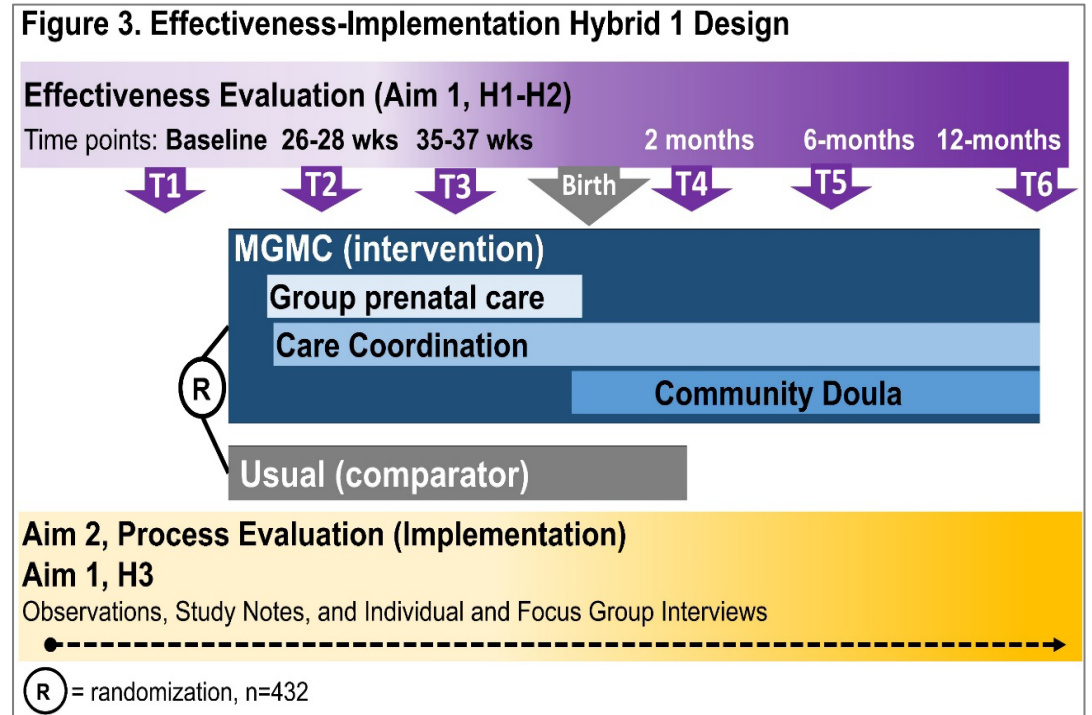 Figure 3. Effectiveness-Implementation Hybrid 1 Design
Effectiveness Evaluation (Aim 1, H1-H2)
Time points: Baseline 26-28 wks 35-37 wks 2 months 6-months 12-months
T1 T2 T3 Birth T4 T5 T6
MGMC (intervention)
Group prenatal care
Care Coordination
R
Community Doula
Usual (comparator)
Aim 2, Process Evaluation (Implementation)
Aim 1, H3
Observations, Study Notes, and Individual and Focus Group Interviews
R = randomization, n=432